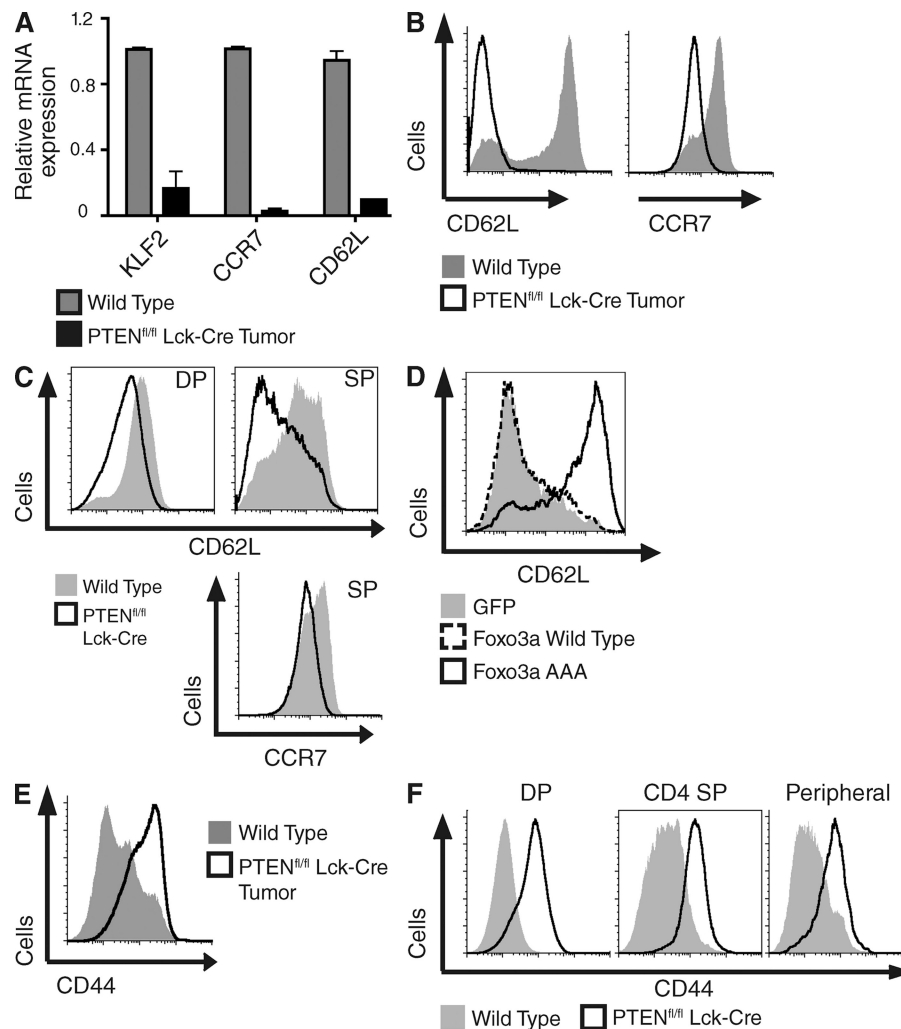 A
Relative mRNA
expression
1.2
0.8
0.4
0
KLF2
CCR7
CD62L
Wild Type
PTENfl/fl Lck-Cre Tumor
B
Cells
CD62L
CCR7
Wild Type
PTENfl/fl Lck-Cre Tumor
C
DP
SP
Cells
CD62L
Wild Type
PTENfl/fl
Lck-Cre
SP
Cells
CCR7
D
Cells
CD62L
GFP
Foxo3a Wild Type
Foxo3a AAA
E
Cells
CD44
Wild Type
PTENfl/fl Lck-Cre
Tumor
F
DP
CD4 SP
Peripheral
Cells
CD44
Wild Type
PTENfl/fl Lck-Cre